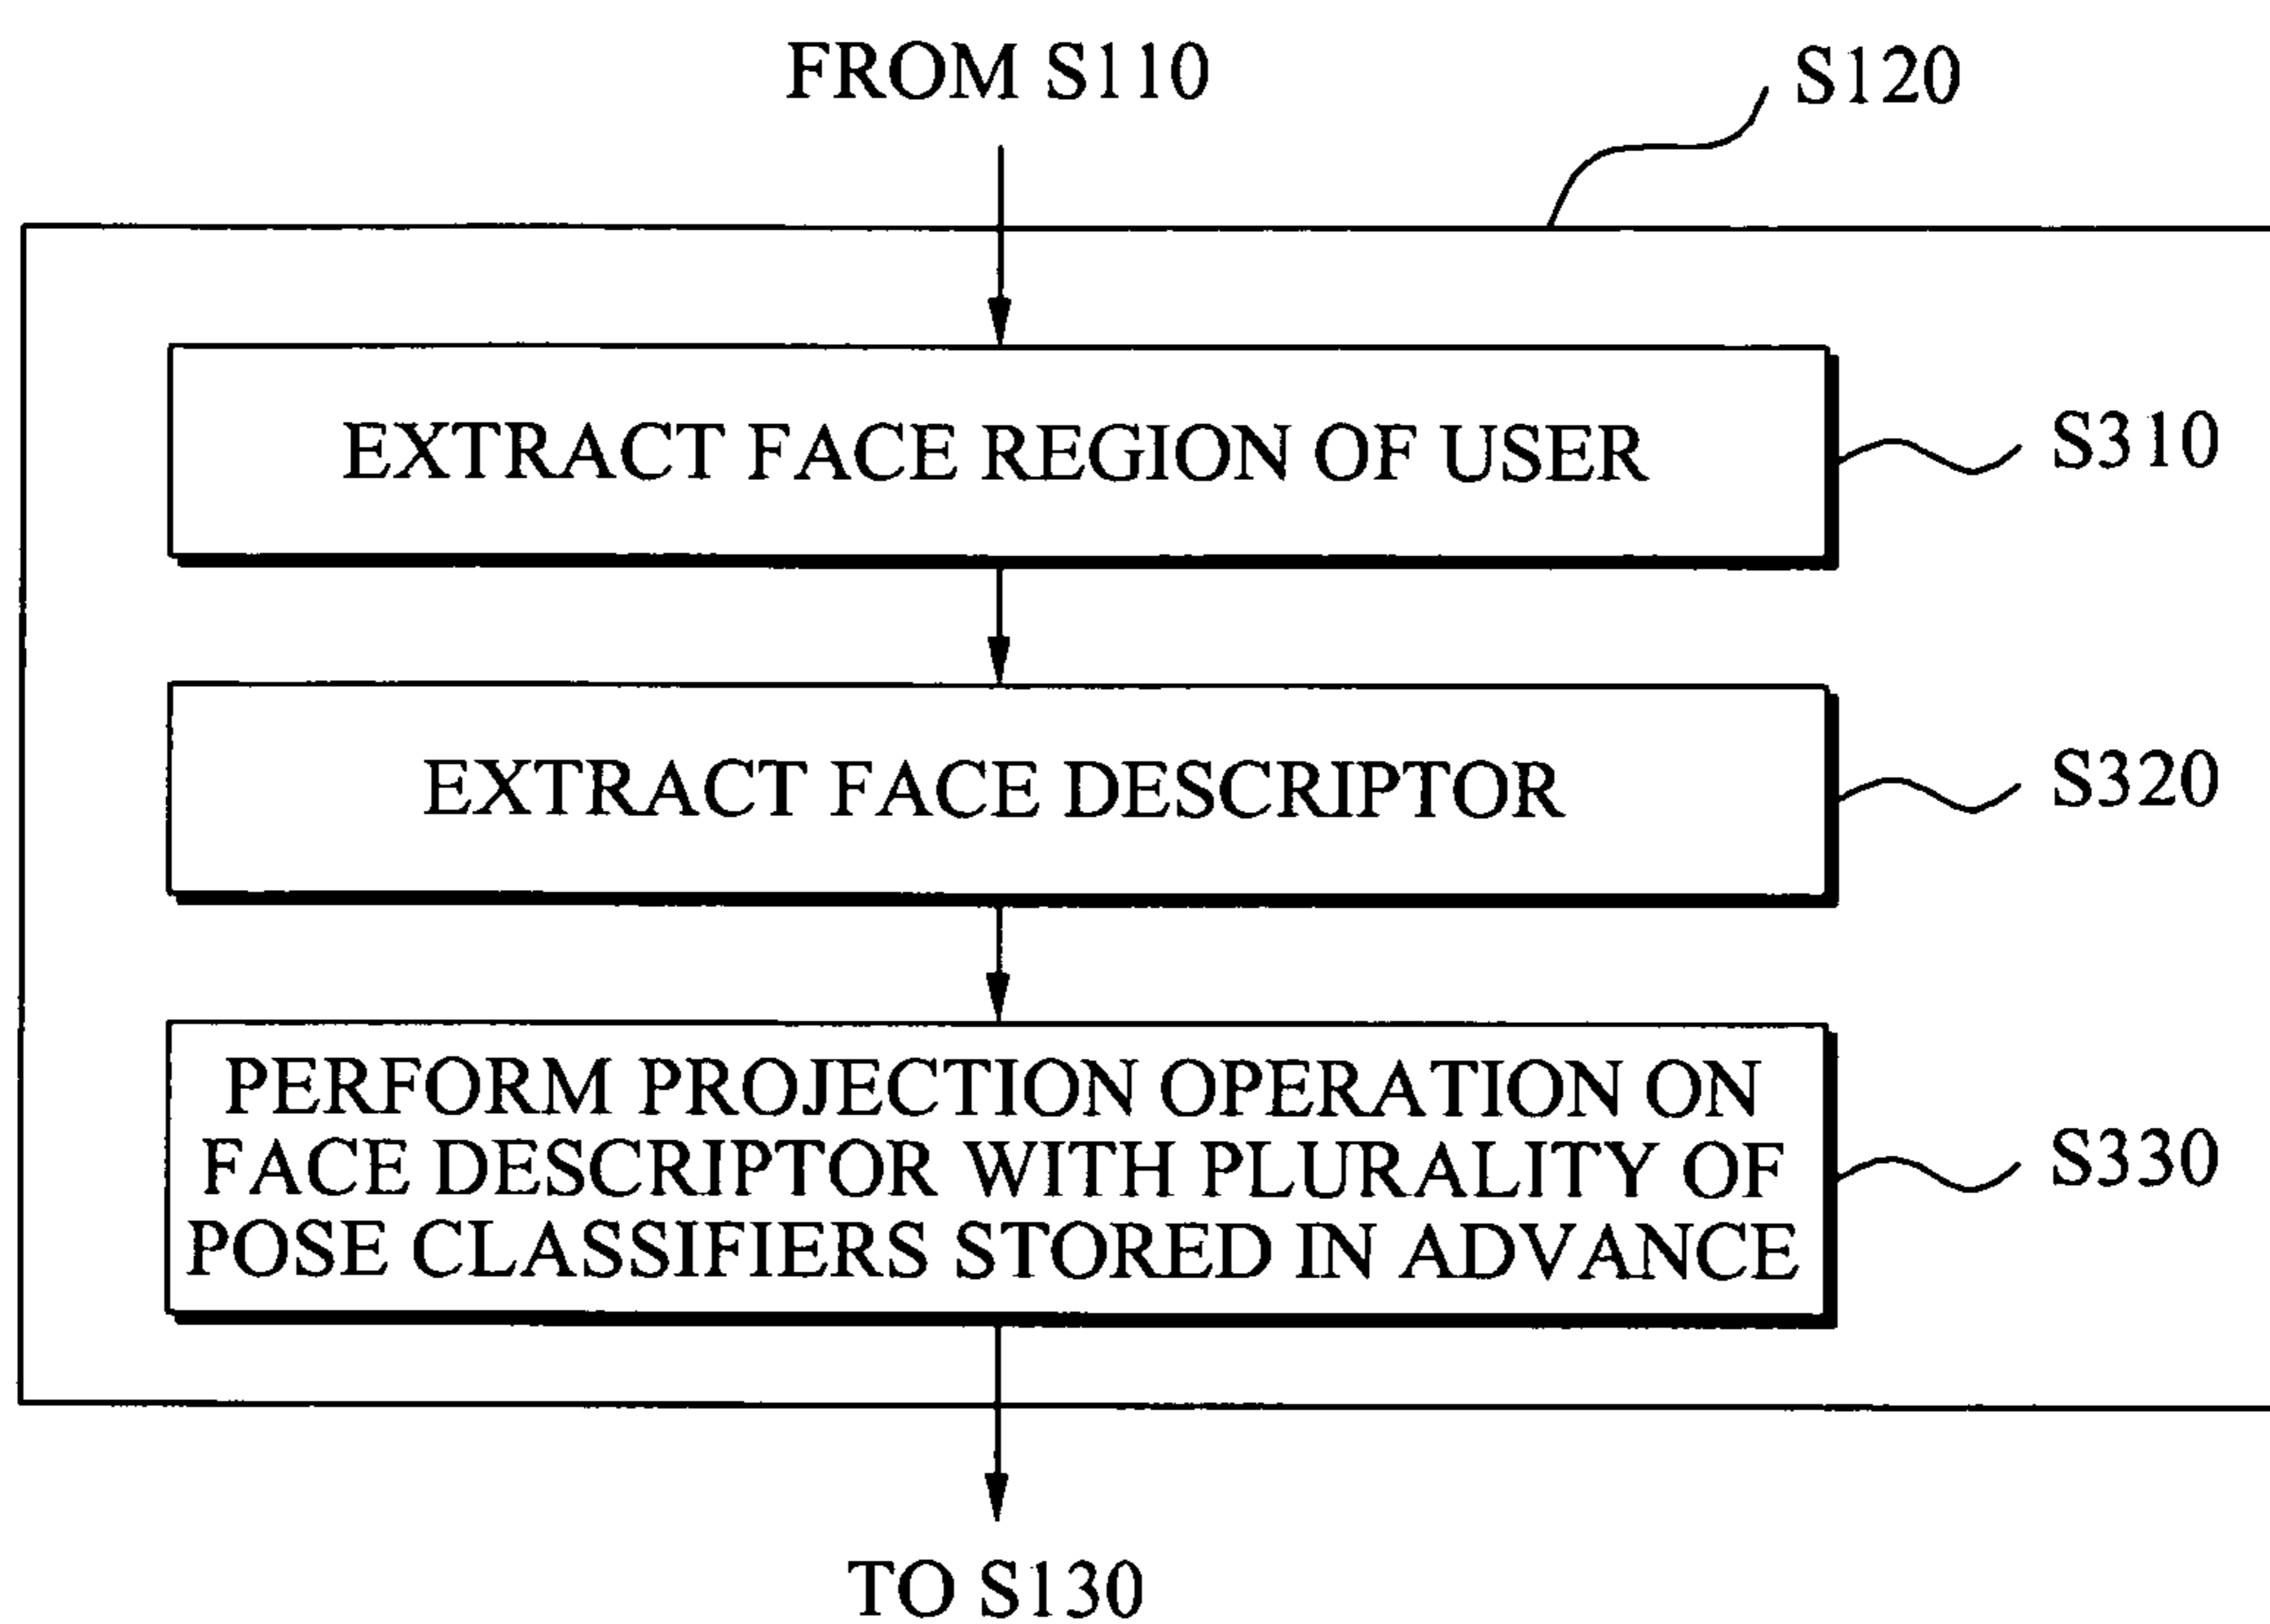 FROM S110
S120
EXTRACT FACE REGION OF USER
S310
EXTRACT FACE DESCRIPTOR
S320
PERFORM PROJECTION OPERATION ON
FACE DESCRIPTOR WITH PLURALITY OF
POSE CLASSIFIERS STORED IN ADVANCE
S330
TO S130